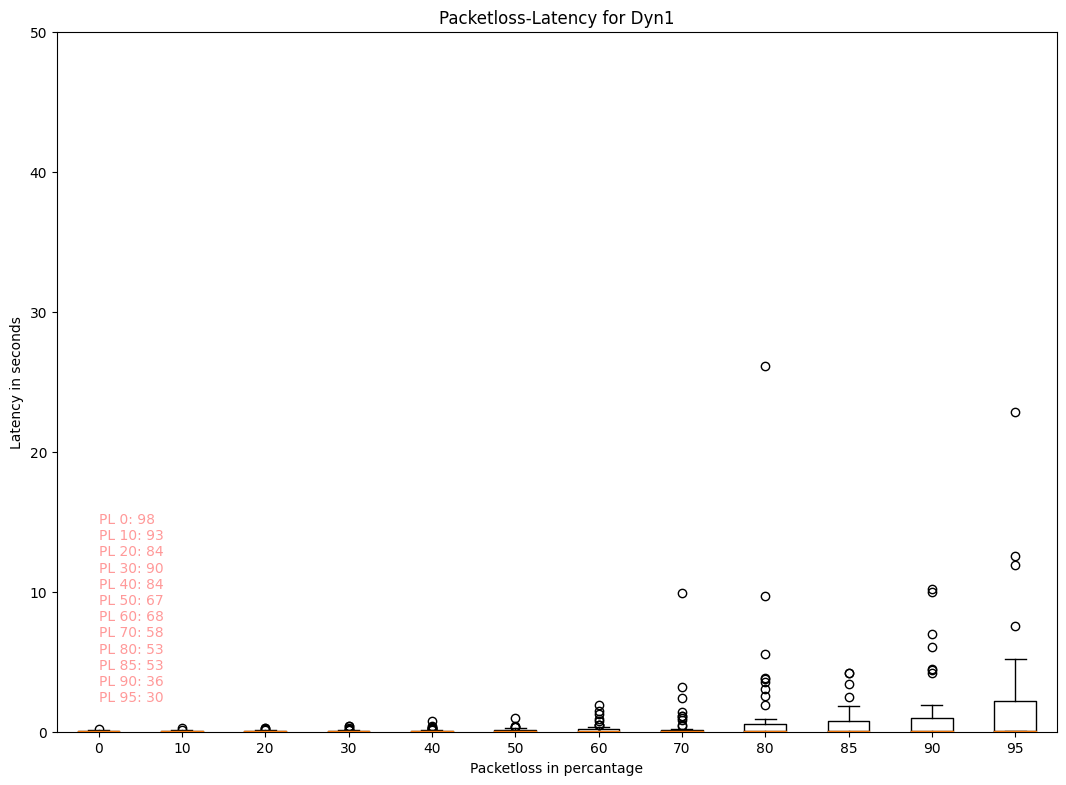 Packetloss-Latency for Dyn1
50
40
30
20
10
0
Latency in seconds
PL 0: 98
PL 10: 93
PL 20: 84
PL 30: 90
PL 40: 84
PL 50: 67
PL 60: 68
PL 70: 58
PL 80: 53
PL 85: 53
PL 90: 36
PL 95: 30
0 10 20 30 40 50 60 70 80 85 90 95
Packetloss in percantage